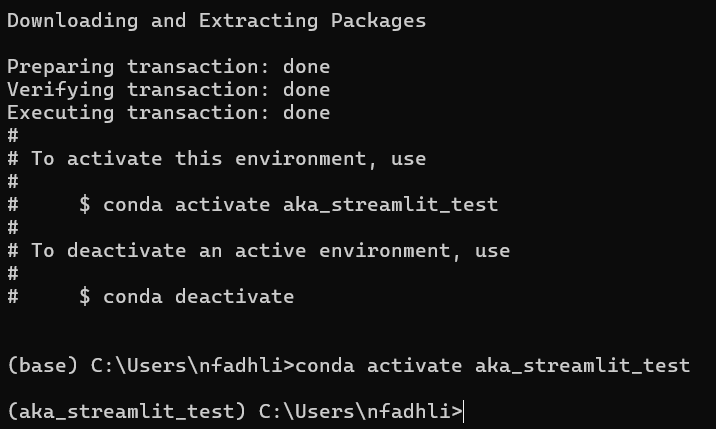 Downloading and Extracting Packages
Preparing transaction: done
Verifying transaction: done
Executing transaction: done
#
# To activate this environment, use
#
#     $ conda activate aka_streamlit_test
#
# To deactivate an active environment, use
#
#     $ conda deactivate
(base) C:\Users\nfadhli>conda activate aka_streamlit_test
(aka_streamlit_test) C:\Users\nfadhli>